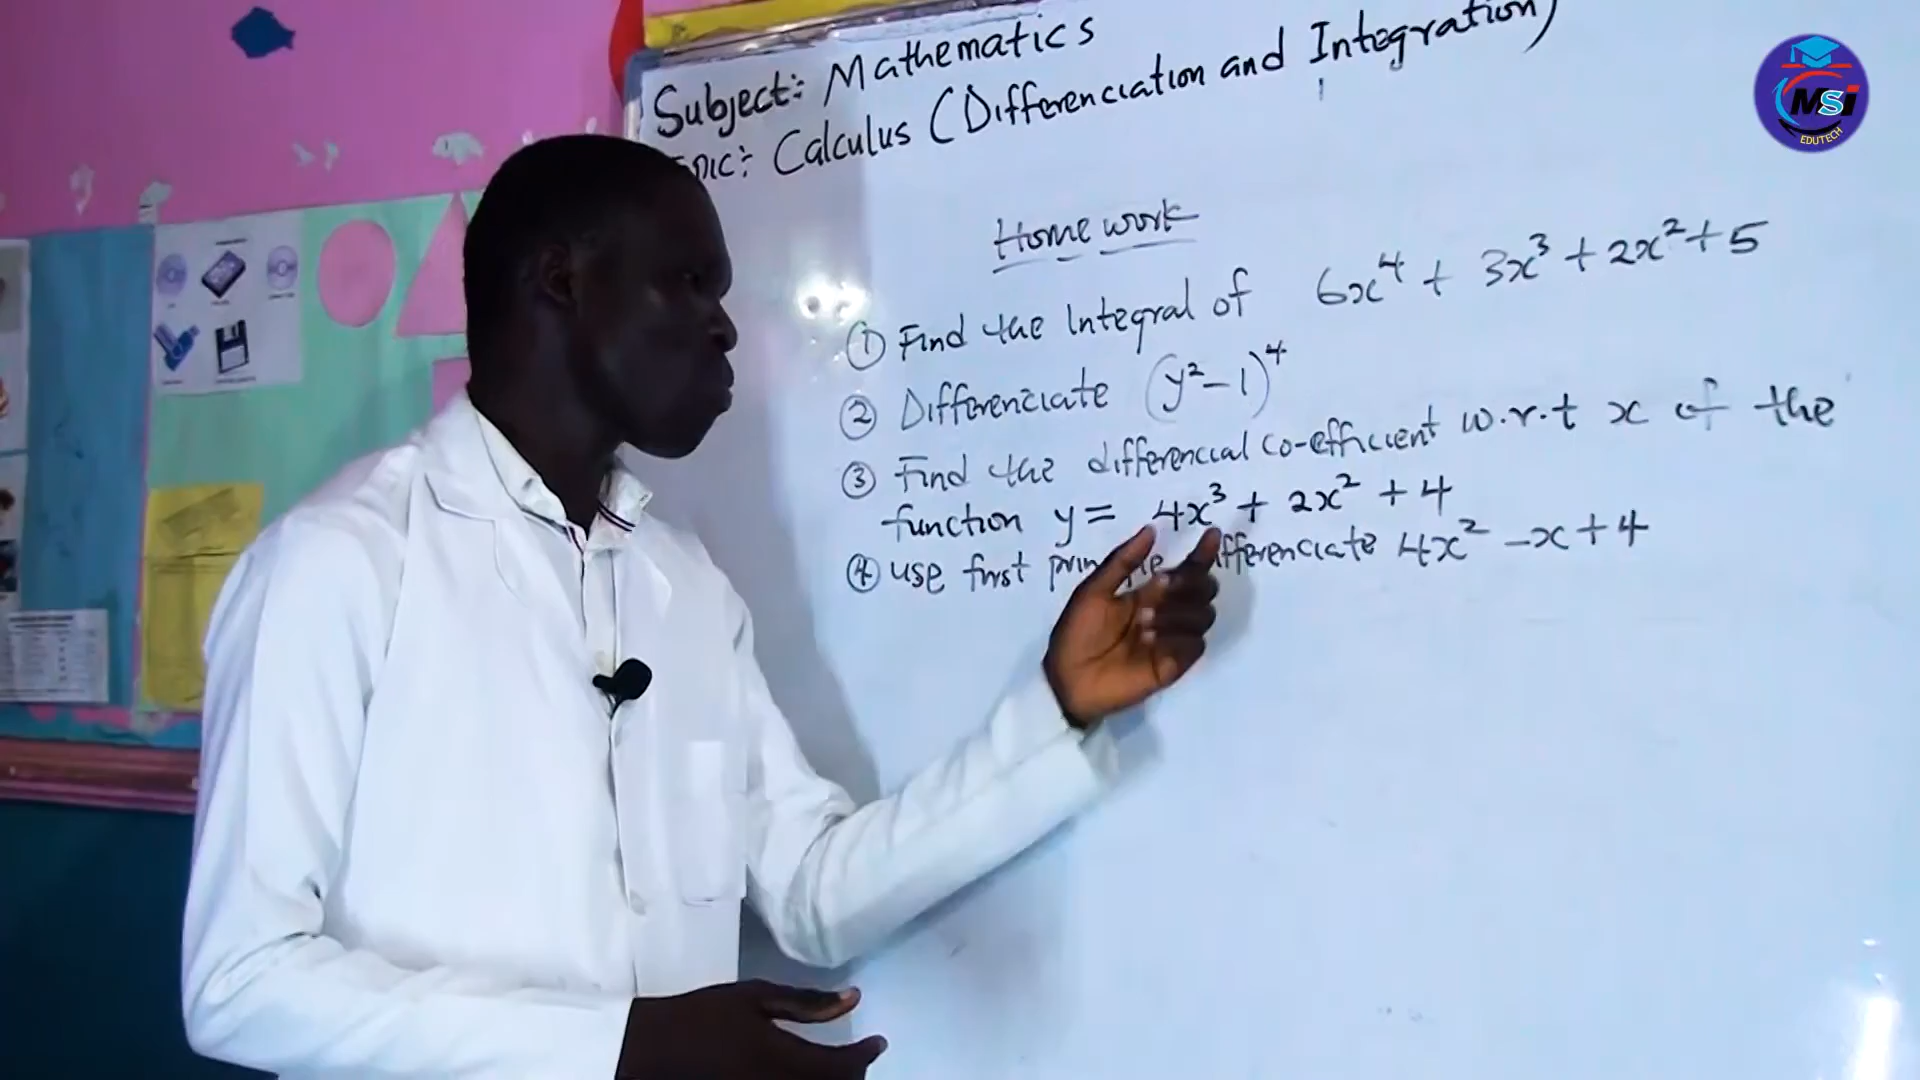 Subject: Mathematics
Calculus (Differenciation and Integration)
Home work
① Find the Integral of 6x⁴ + 3x³ + 2x² + 5
② Differenciate (y² - 1)⁴
③ Find the differencial co-efficient w.r.t x of the
function y = 4x³ + 2x² + 4
④ use first differenciate 4x² - x + 4
MSI
EDUTECH